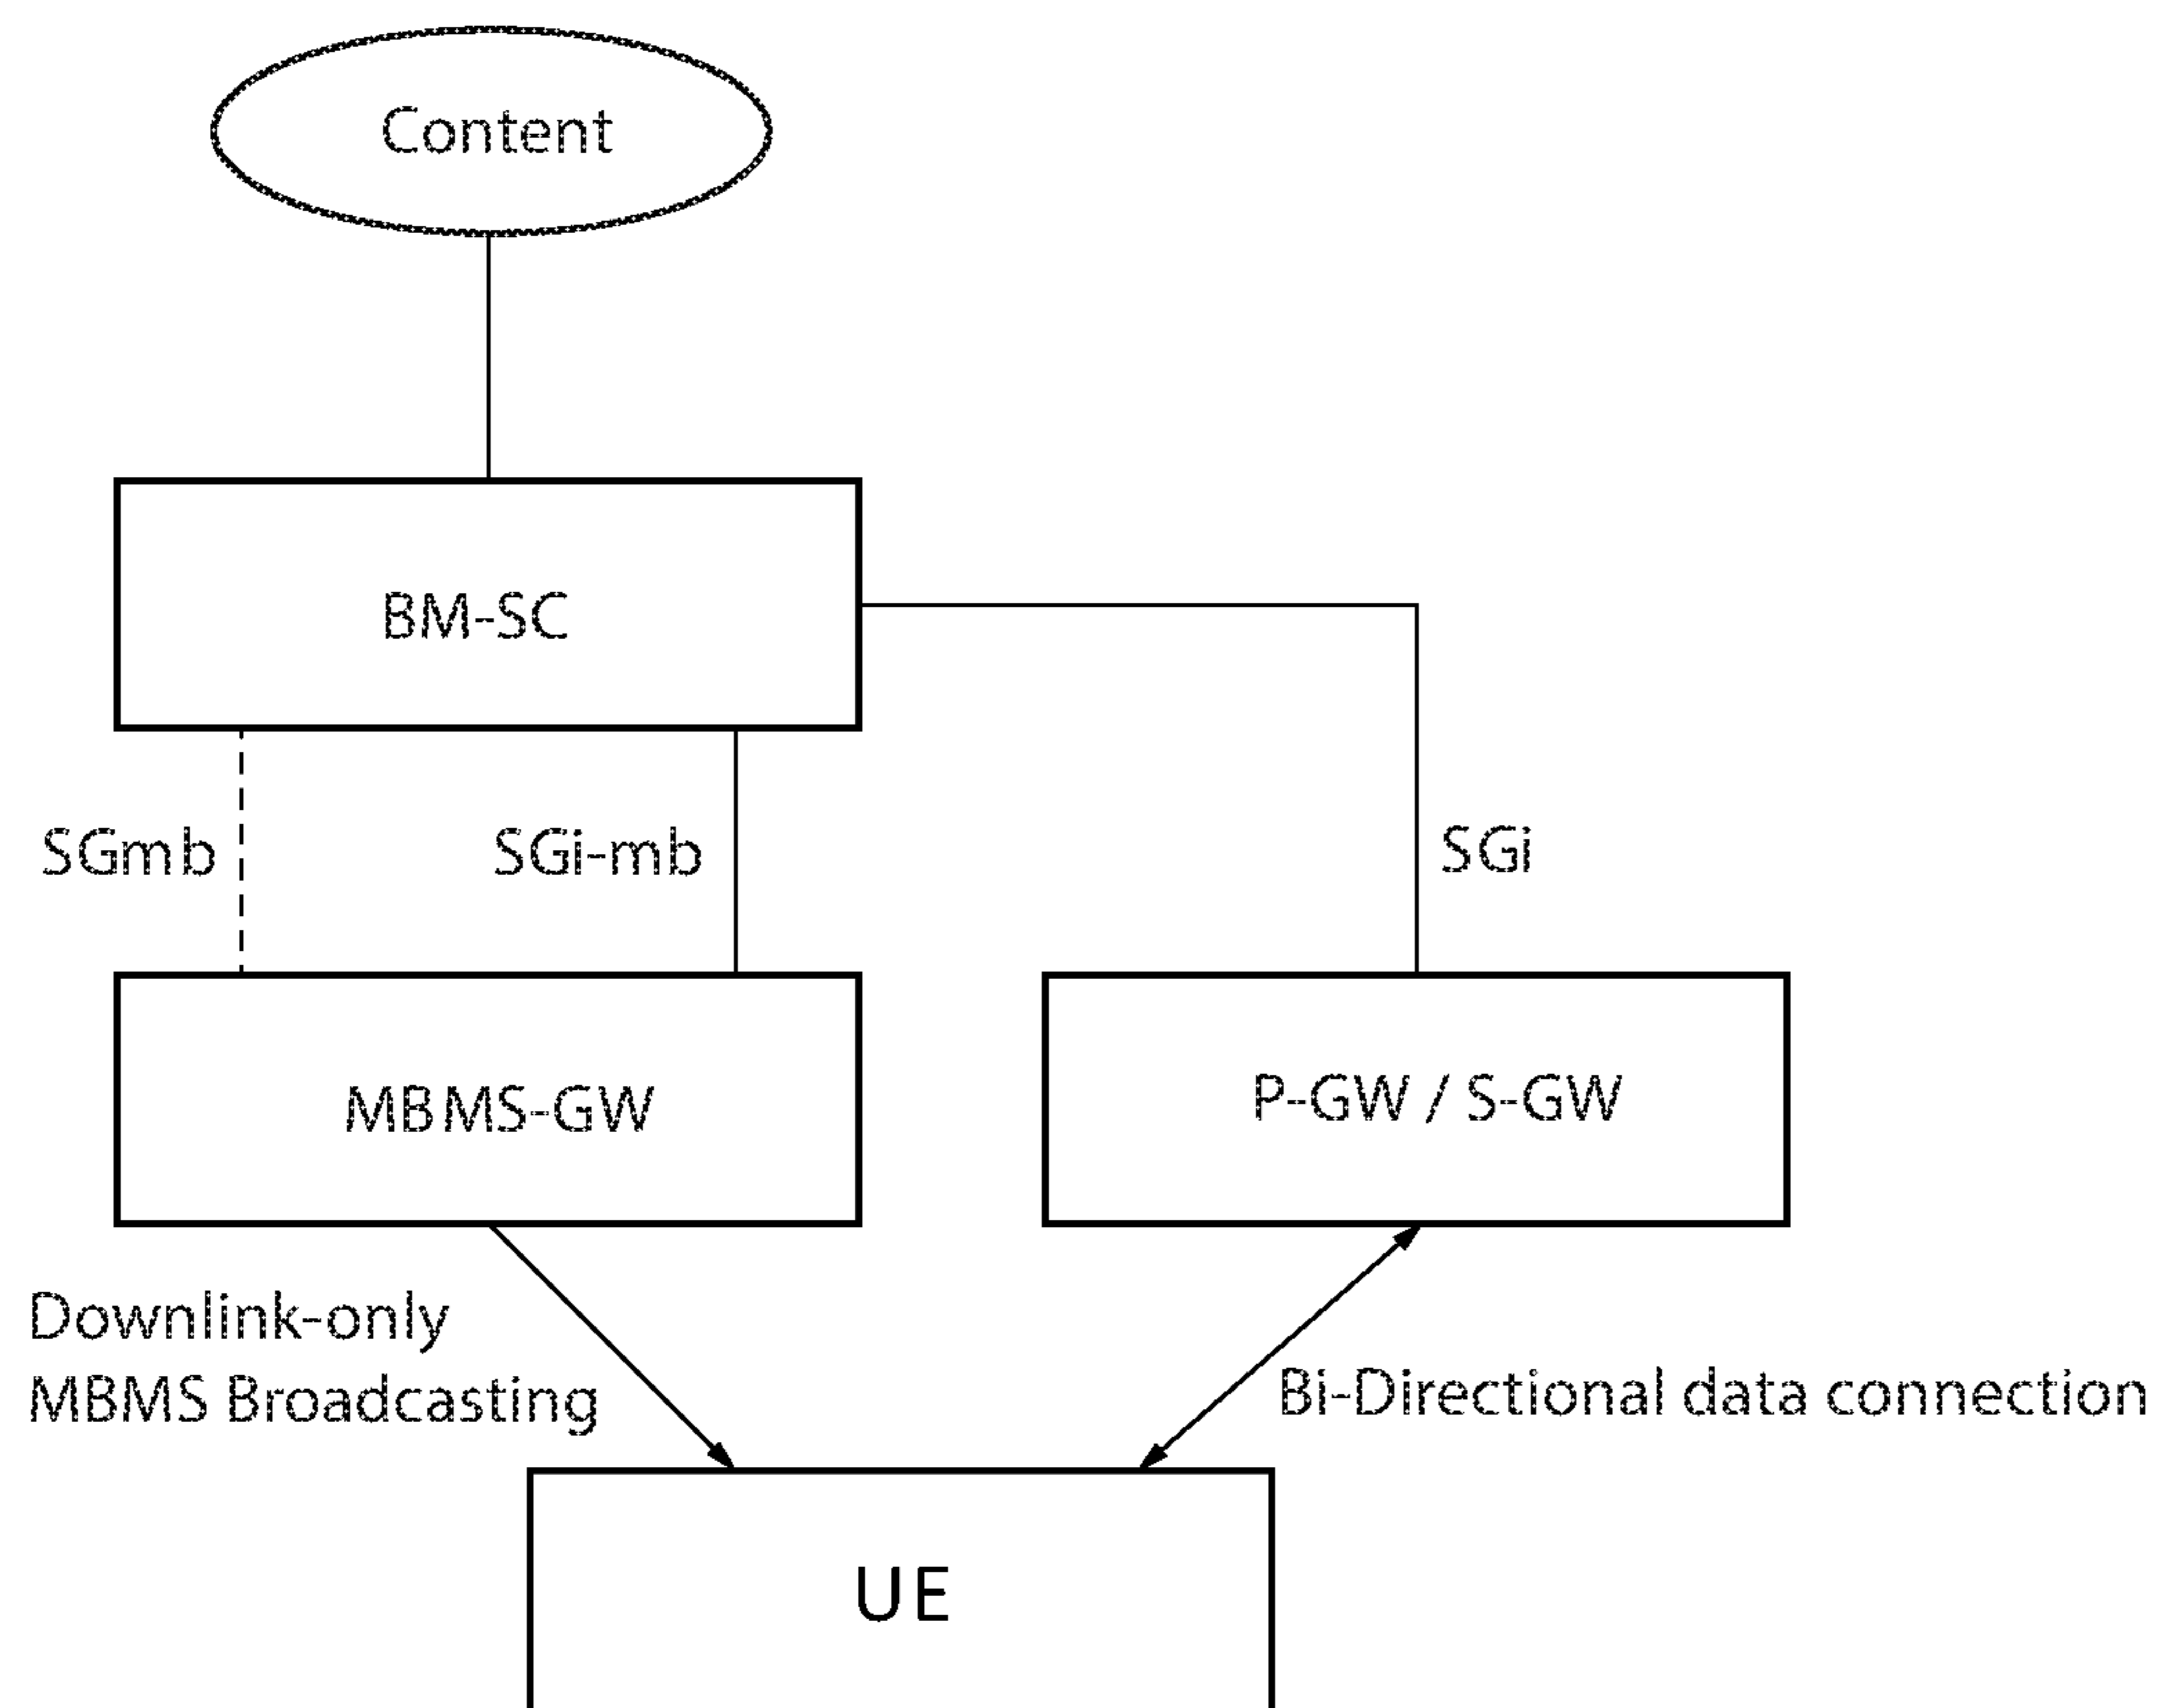 Content
BM-SC
SGmb
SGi-mb
SGi
MBMS-GW
P-GW / S-GW
Downlink-only
MBMS Broadcasting
Bi-Directional data connection
UE